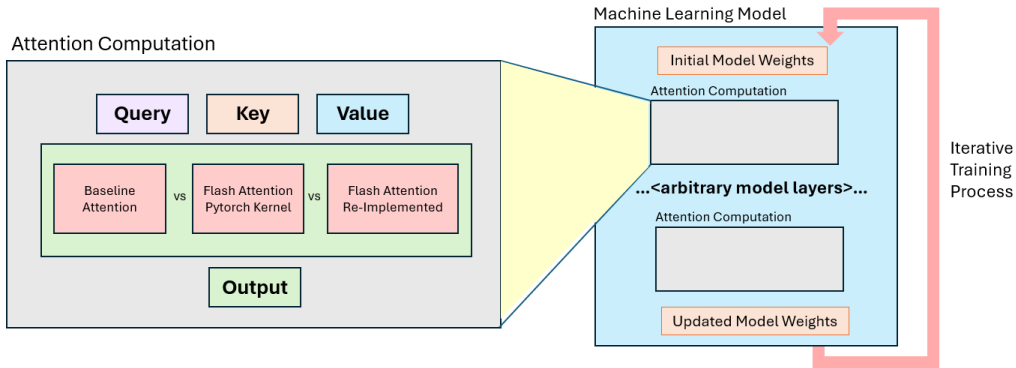 Attention Computation
Query
Key
Value
Baseline
Attention
vs
Flash Attention
Pytorch Kernel
vs
Flash Attention
Re-Implemented
Output
Machine Learning Model
Initial Model Weights
Attention Computation
...<arbitrary model layers>...
Attention Computation
Updated Model Weights
Iterative
Training
Process